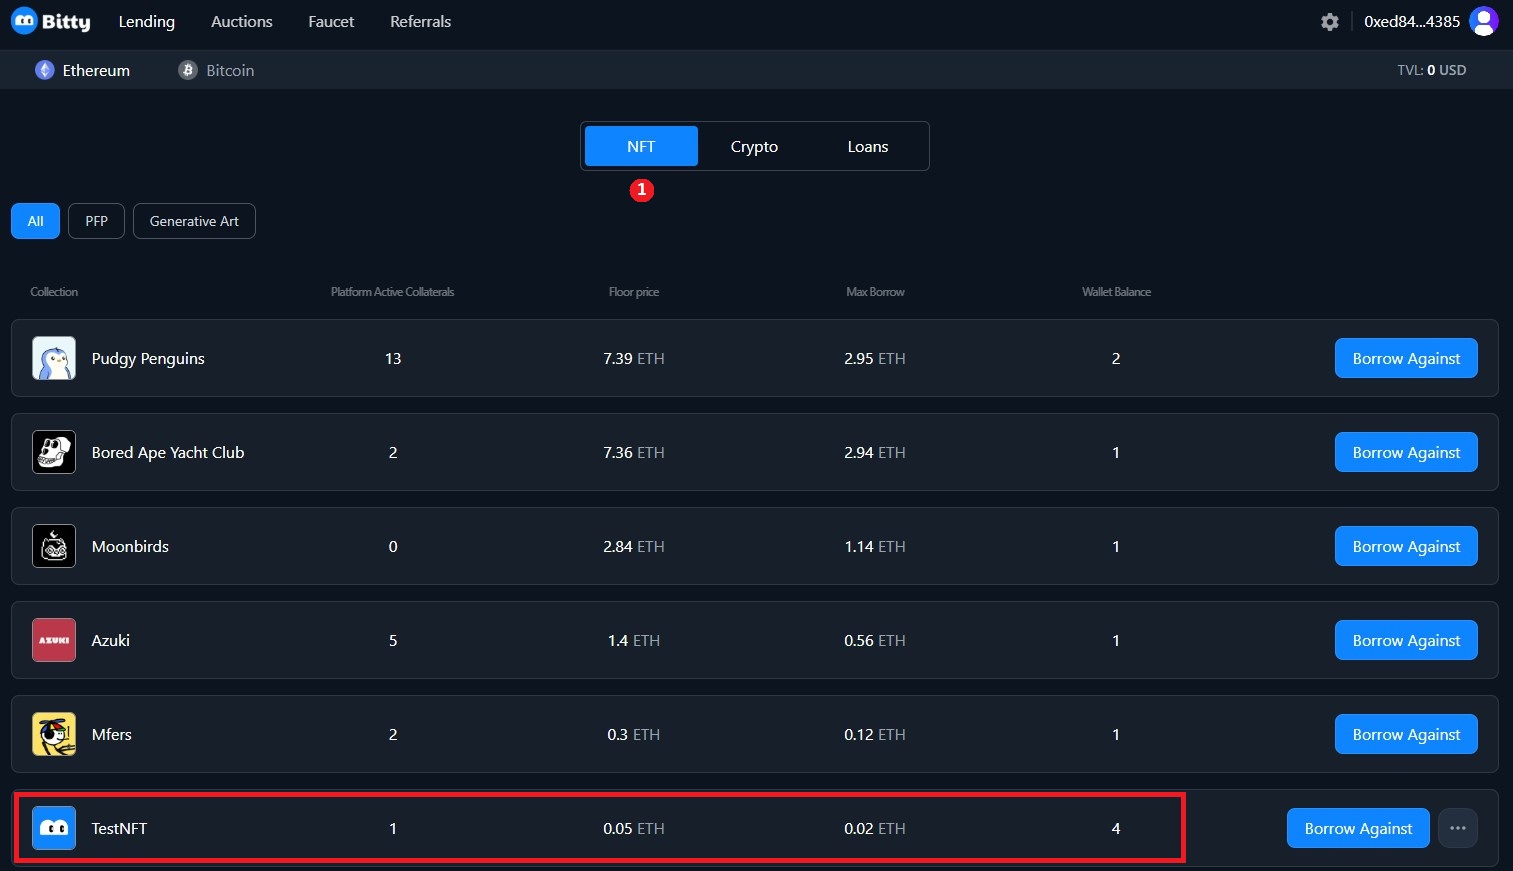 Bitty Lending Auctions Faucet Referrals 0xed84...4385
Ethereum Bitcoin TVL: 0 USD
NFT Crypto Loans
1
All PFP Generative Art
Collection Platform Active Collaterals Floor price Max Borrow Wallet Balance
Pudgy Penguins 13 7.39 ETH 2.95 ETH 2 Borrow Against
Bored Ape Yacht Club 2 7.36 ETH 2.94 ETH 1 Borrow Against
Moonbirds 0 2.84 ETH 1.14 ETH 1 Borrow Against
AZUKI Azuki 5 1.4 ETH 0.56 ETH 1 Borrow Against
Mfers 2 0.3 ETH 0.12 ETH 1 Borrow Against
TestNFT 1 0.05 ETH 0.02 ETH 4 Borrow Against ...